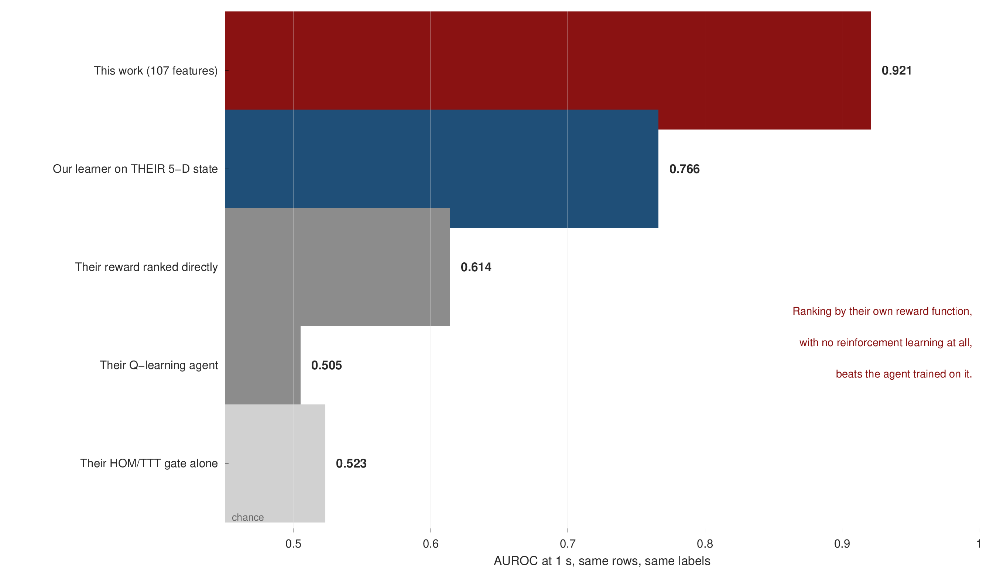 This work (107 features)
0.921
Our learner on THEIR 5−D state
0.766
Their reward ranked directly
0.614
Ranking by their own reward function,
with no reinforcement learning at all,
beats the agent trained on it.
Their Q−learning agent
0.505
Their HOM/TTT gate alone
0.523
chance
0.5 0.6 0.7 0.8 0.9 1
AUROC at 1 s, same rows, same labels